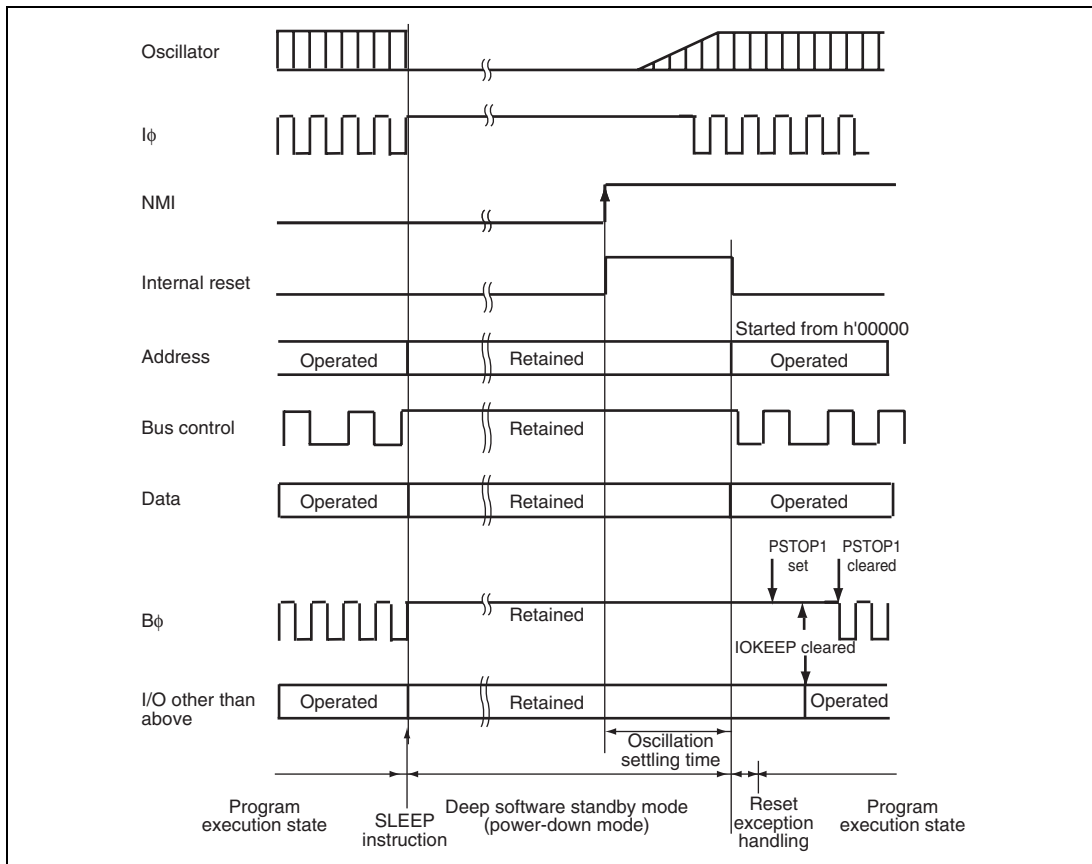 Oscillator
Iϕ
NMI
Internal reset
Started from h'00000
Address
Operated
Retained
Operated
Bus control
Retained
Data
Operated
Retained
Operated
PSTOP1
set
PSTOP1
cleared
Bϕ
Retained
IOKEEP cleared
I/O other than
above
Operated
Retained
Operated
Oscillation
settling time
Program
execution state
SLEEP
instruction
Deep software standby mode
(power-down mode)
Reset
exception
handling
Program
execution state